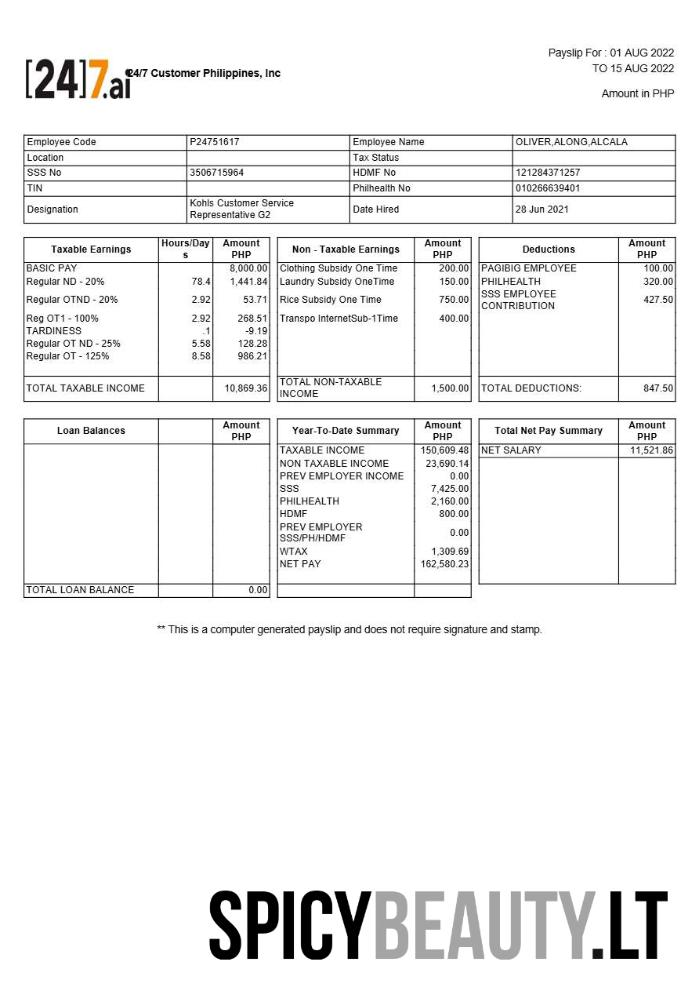 Payslip For : 01 AUG 2022
TO 15 AUG 2022
Amount in PHP
[24]7.ai 24/7 Customer Philippines, Inc
Employee Code P24751617 Employee Name OLIVER,ALONG,ALCALA
Location Tax Status
SSS No 3506715964 HDMF No 121284371257
TIN Philhealth No 010266639401
Designation Kohls Customer Service Representative G2 Date Hired 28 Jun 2021
Taxable Earnings Hours/Days Amount PHP Non - Taxable Earnings Amount PHP Deductions Amount PHP
BASIC PAY 8,000.00 Clothing Subsidy One Time 200.00 PAGIBIG EMPLOYEE 100.00
Regular ND - 20% 78.4 1,441.84 Laundry Subsidy OneTime 150.00 PHILHEALTH 320.00
Regular OTND - 20% 2.92 53.71 Rice Subsidy One Time 750.00 SSS EMPLOYEE CONTRIBUTION 427.50
Reg OT1 - 100% 2.92 268.51 Transpo InternetSub-1Time 400.00
TARDINESS .1 -9.19
Regular OT ND - 25% 5.58 128.28
Regular OT - 125% 8.58 986.21
TOTAL TAXABLE INCOME 10,869.36 TOTAL NON-TAXABLE INCOME 1,500.00 TOTAL DEDUCTIONS: 847.50
Loan Balances Amount PHP Year-To-Date Summary Amount PHP Total Net Pay Summary Amount PHP
TAXABLE INCOME 150,609.48 NET SALARY 11,521.86
NON TAXABLE INCOME 23,690.14
PREV EMPLOYER INCOME 0.00
SSS 7,425.00
PHILHEALTH 2,160.00
HDMF 800.00
PREV EMPLOYER SSS/PH/HDMF 0.00
WTAX 1,309.69
NET PAY 162,580.23
TOTAL LOAN BALANCE 0.00
** This is a computer generated payslip and does not require signature and stamp.
SPICYBEAUTY.LT